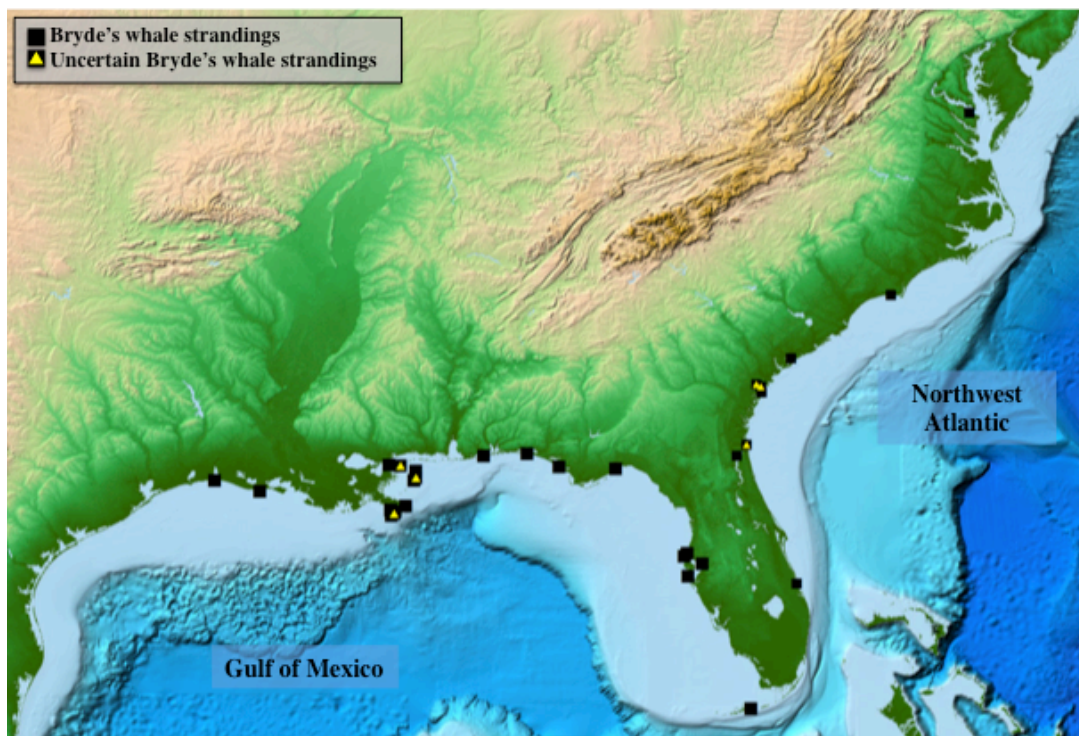 Bryde's whale strandings
Uncertain Bryde's whale strandings
Northwest
Atlantic
Gulf of Mexico